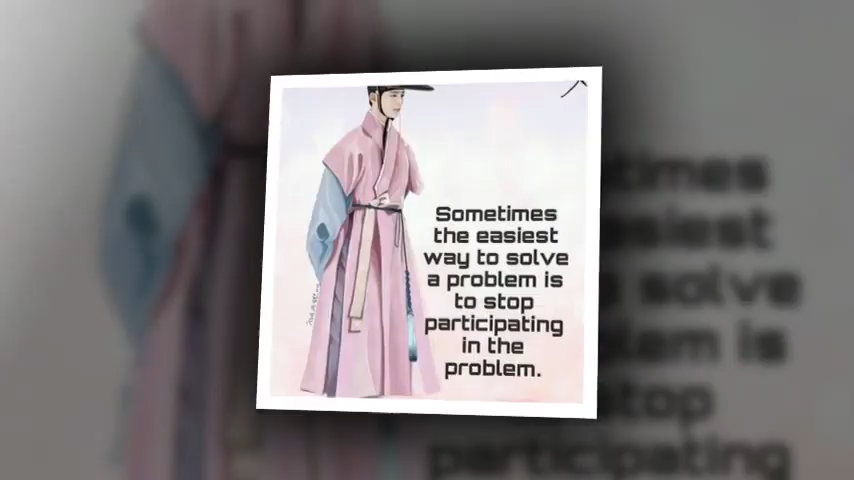 Sometimes
the easiest
way to solve
a problem is
to stop
participating
in the
problem.